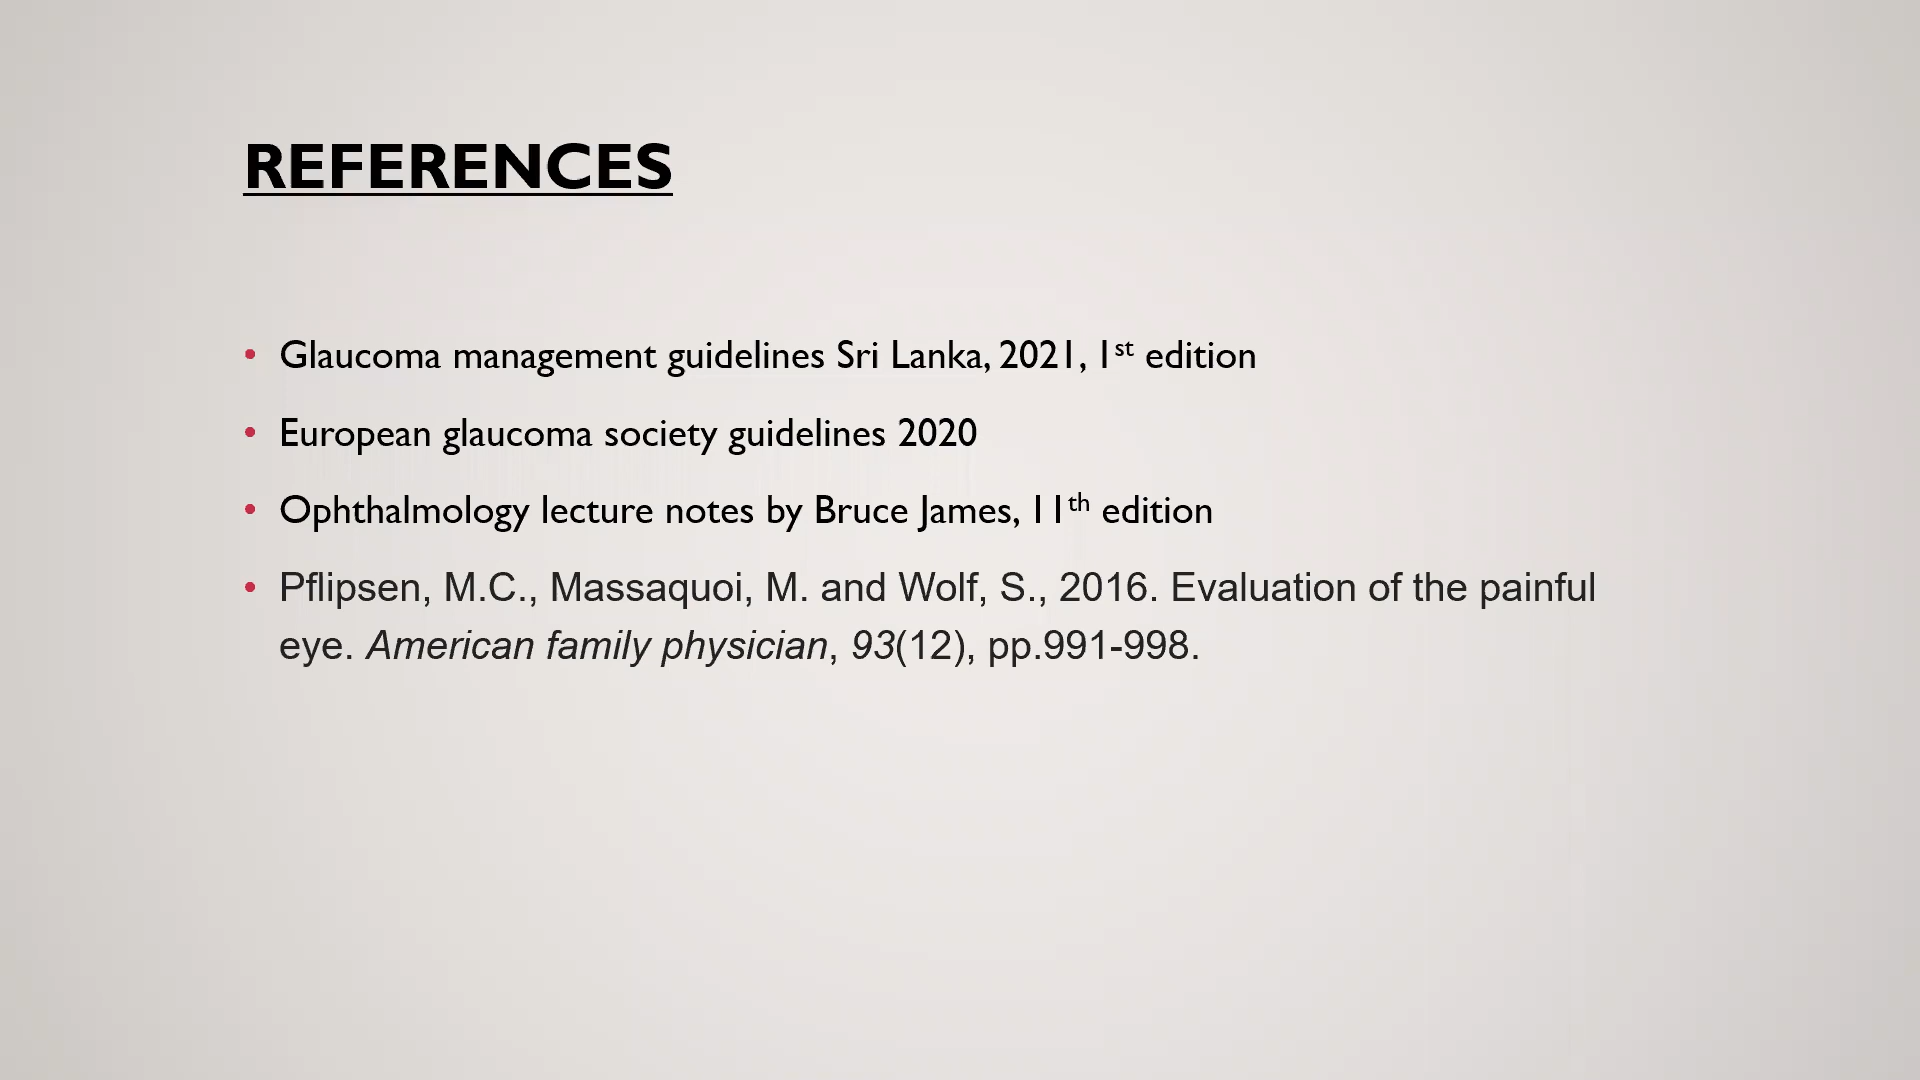 REFERENCES
• Glaucoma management guidelines Sri Lanka, 2021, 1st edition
• European glaucoma society guidelines 2020
• Ophthalmology lecture notes by Bruce James, 11th edition
• Pflipsen, M.C., Massaquoi, M. and Wolf, S., 2016. Evaluation of the painful
eye. American family physician, 93(12), pp.991-998.